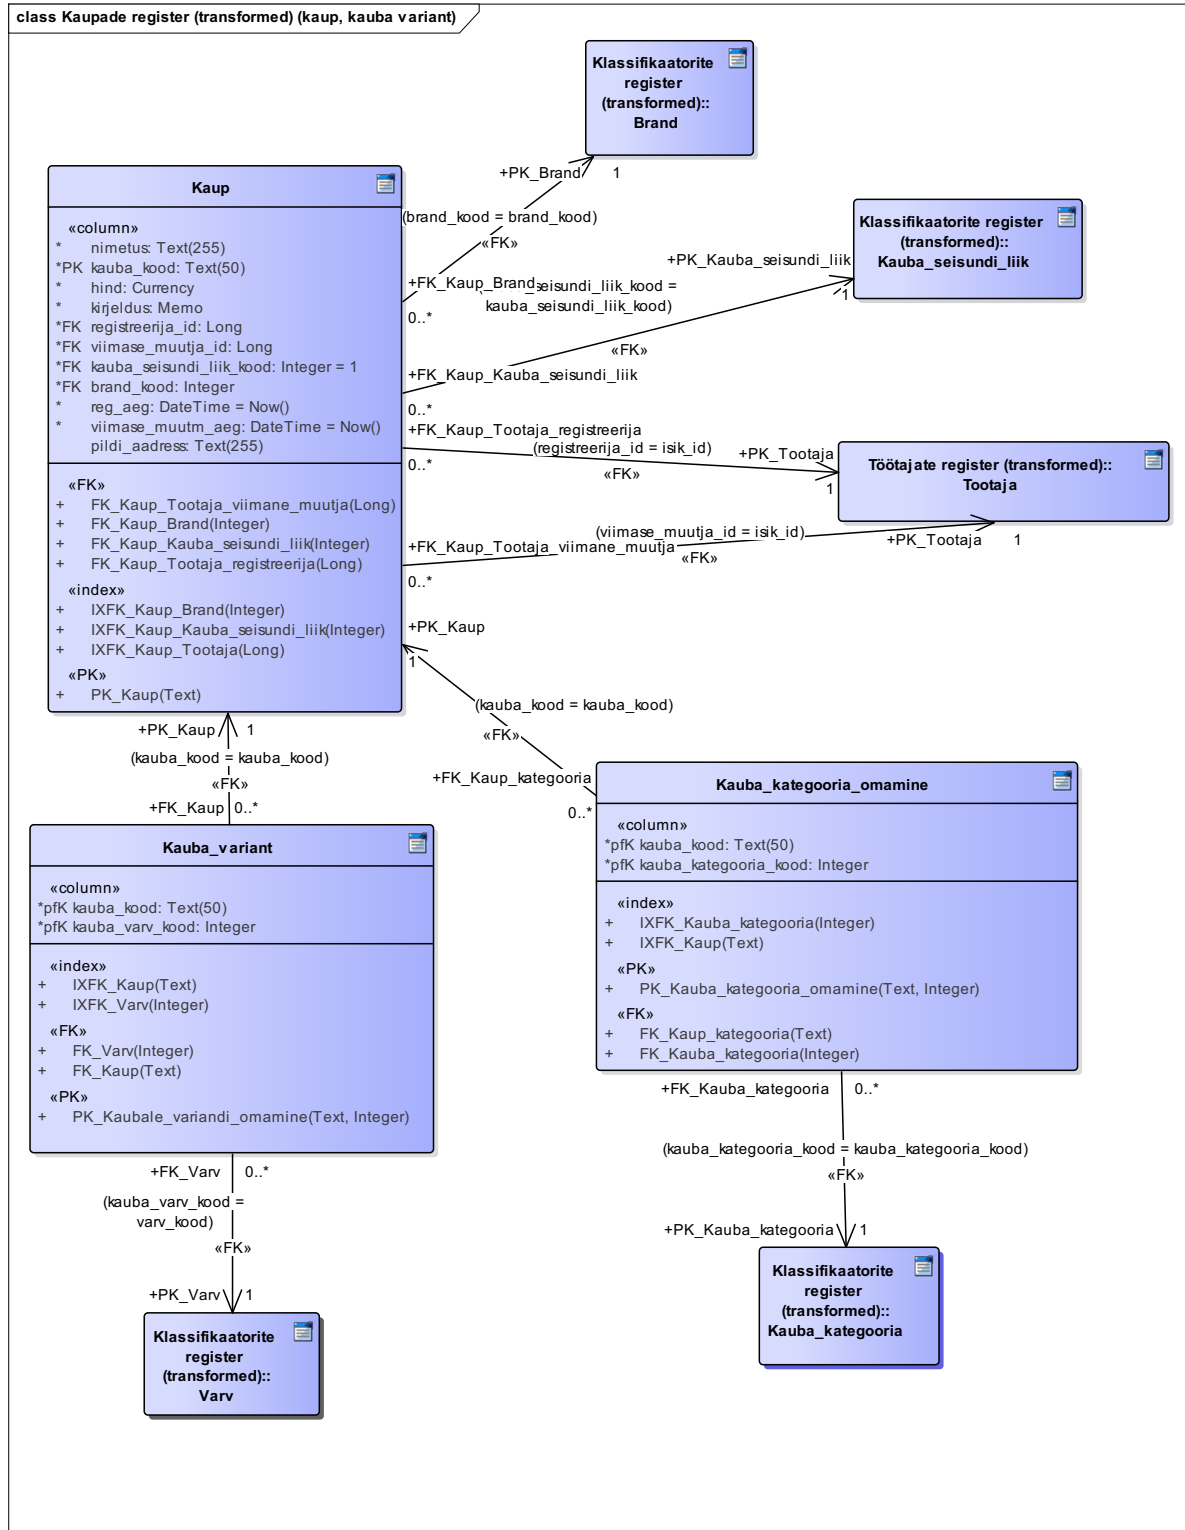 class Kaupade register (transformed) (kaup, kauba variant)
Klassifikaatorite
register
(transformed)::
Brand
+PK_Brand
1
(brand_kood = brand_kood)
«FK»
+FK_Kaup_Brand
0..*
Kaup
«column»
* nimetus: Text(255)
*PK kauba_kood: Text(50)
* hind: Currency
* kirjeldus: Memo
*FK registreerija_id: Long
*FK viimase_muutja_id: Long
*FK kauba_seisundi_liik_kood: Integer = 1
*FK brand_kood: Integer
* reg_aeg: DateTime = Now()
* viimase_muutm_aeg: DateTime = Now()
pildi_aadress: Text(255)
«FK»
+ FK_Kaup_Tootaja_viimane_muutja(Long)
+ FK_Kaup_Brand(Integer)
+ FK_Kaup_Kauba_seisundi_liik(Integer)
+ FK_Kaup_Tootaja_registreerija(Long)
«index»
+ IXFK_Kaup_Brand(Integer)
+ IXFK_Kaup_Kauba_seisundi_liik(Integer)
+ IXFK_Kaup_Tootaja(Long)
«PK»
+ PK_Kaup(Text)
Klassifikaatorite register
(transformed)::
Kauba_seisundi_liik
+PK_Kauba_seisundi_liik
1
seisundi_liik_kood =
kauba_seisundi_liik_kood)
«FK»
+FK_Kaup_Kauba_seisundi_liik
0..*
+FK_Kaup_Tootaja_registreerija
0..*
(registreerija_id = isik_id)
«FK»
+PK_Tootaja
1
Töötajate register (transformed)::
Tootaja
(viimase_muutja_id = isik_id)
+FK_Kaup_Tootaja_viimane_muutja
«FK»
0..*
+PK_Tootaja
1
+PK_Kaup
1
(kauba_kood = kauba_kood)
«FK»
+FK_Kaup_kategooria
0..*
+PK_Kaup
1
(kauba_kood = kauba_kood)
«FK»
+FK_Kaup
0..*
Kauba_kategooria_omamine
«column»
*pfK kauba_kood: Text(50)
*pfK kauba_kategooria_kood: Integer
«index»
+ IXFK_Kauba_kategooria(Integer)
+ IXFK_Kaup(Text)
«PK»
+ PK_Kauba_kategooria_omamine(Text, Integer)
«FK»
+ FK_Kaup_kategooria(Text)
+ FK_Kauba_kategooria(Integer)
Kauba_variant
«column»
*pfK kauba_kood: Text(50)
*pfK kauba_varv_kood: Integer
«index»
+ IXFK_Kaup(Text)
+ IXFK_Varv(Integer)
«FK»
+ FK_Varv(Integer)
+ FK_Kaup(Text)
«PK»
+ PK_Kaubale_variandi_omamine(Text, Integer)
+FK_Kauba_kategooria
0..*
(kauba_kategooria_kood = kauba_kategooria_kood)
«FK»
+PK_Kauba_kategooria
1
Klassifikaatorite
register
(transformed)::
Kauba_kategooria
+FK_Varv
0..*
(kauba_varv_kood =
varv_kood)
«FK»
+PK_Varv
1
Klassifikaatorite
register
(transformed)::
Varv